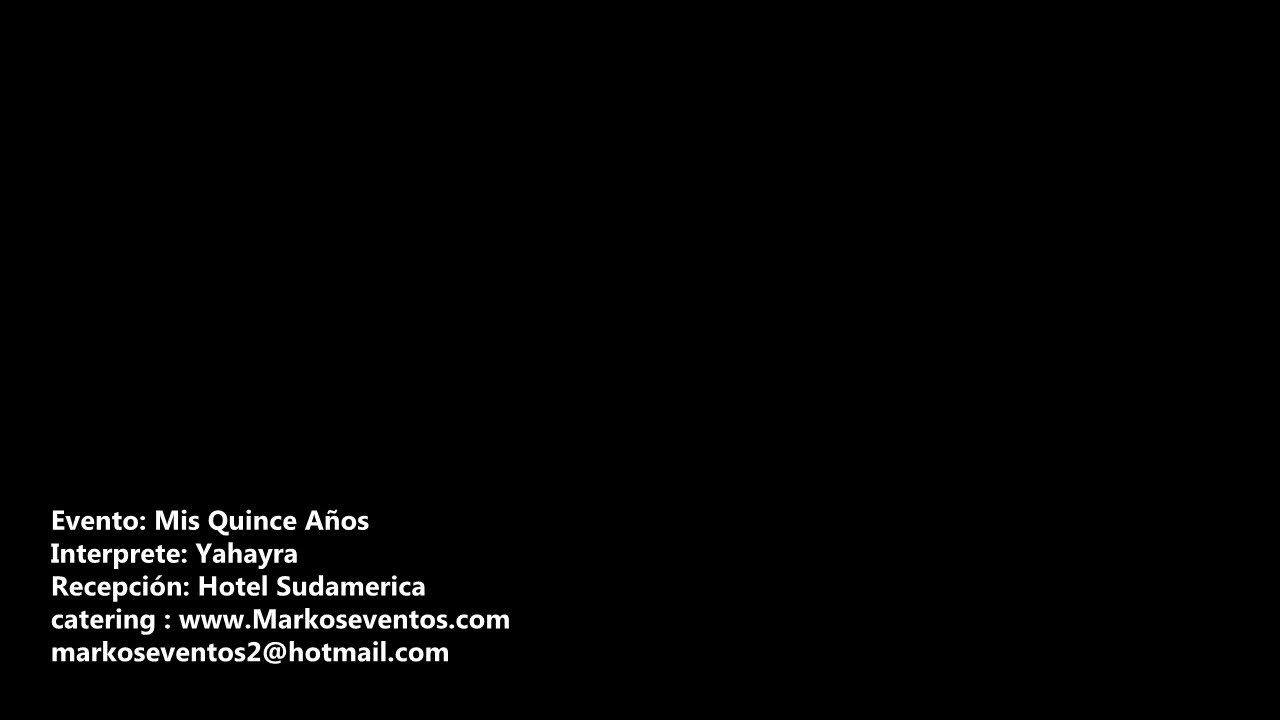 Evento: Mis Quince Años
Interprete: Yahayra
Recepción: Hotel Sudamerica
catering : www.Markoseventos.com
markoseventos2@hotmail.com